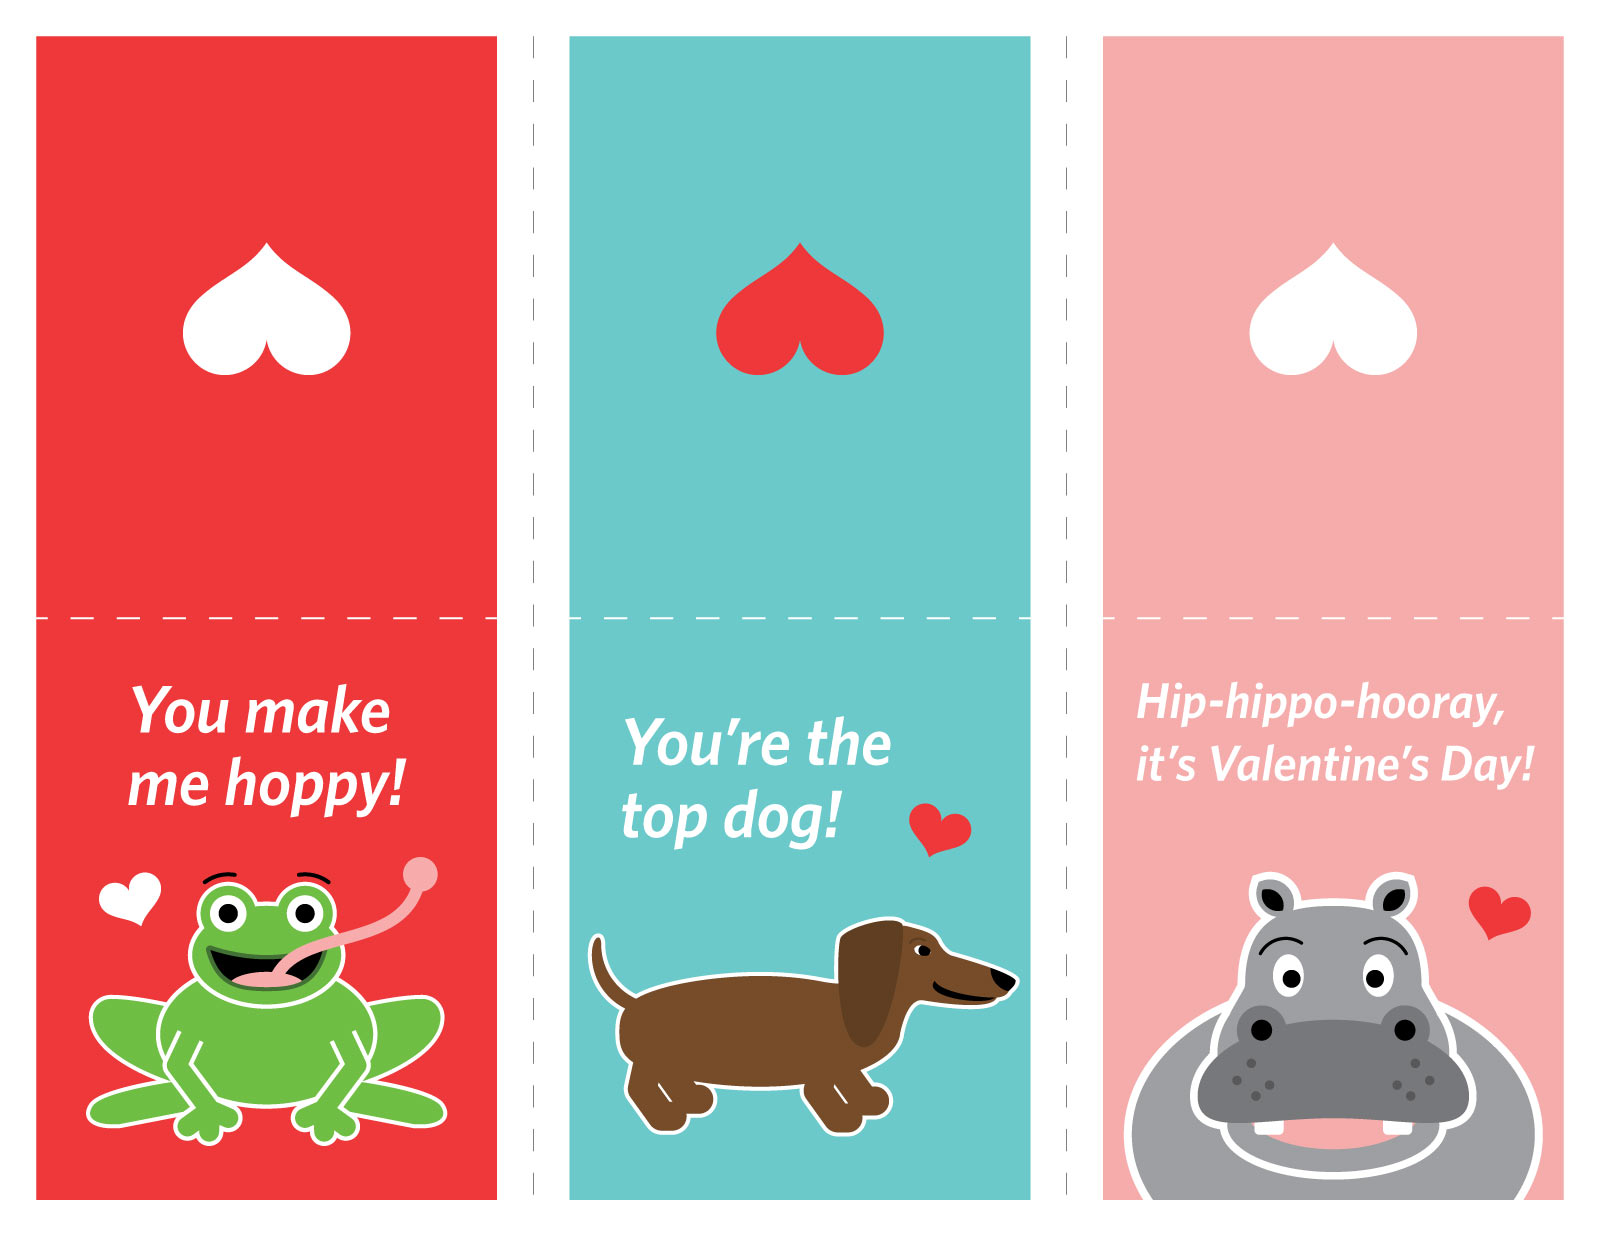 You make
me hoppy!
You’re the
top dog!
Hip-hippo-hooray,
it’s Valentine’s Day!